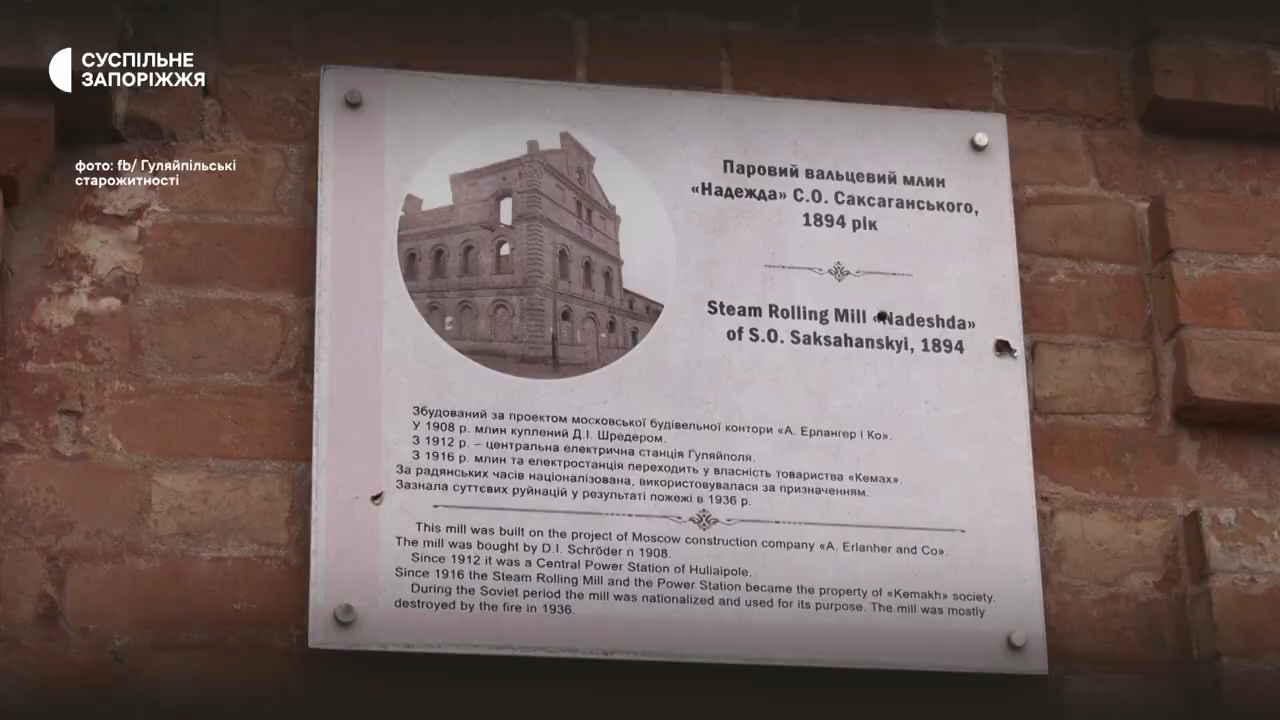 СУСПІЛЬНЕ
ЗАПОРІЖЖЯ
фото: fb/ Гуляйпільські
старожитності
Паровий вальцевий млин
«Надежда» С.О. Саксаганського,
1894 рік
Steam Rolling Mill «Nadeshda»
of S.O. Saksahanskyi, 1894
Збудований за проектом московської будівельної контори «А. Ерлангер і Ко».
У 1908 р. млин куплений Д.І. Шредером.
З 1912 р. – центральна електрична станція Гуляйполя.
З 1916 р. млин та електростанція переходить у власність товариства «Кемах».
За радянських часів націоналізована, використовувалася за призначенням.
Зазнала суттєвих руйнацій у результаті пожежі в 1936 р.
This mill was built on the project of Moscow construction company «A. Erlanher and Co».
The mill was bought by D.I. Schröder n 1908.
Since 1912 it was a Central Power Station of Huliaipole.
Since 1916 the Steam Rolling Mill and the Power Station became the property of «Kemakh» society.
During the Soviet period the mill was nationalized and used for its purpose. The mill was mostly
destroyed by the fire in 1936.